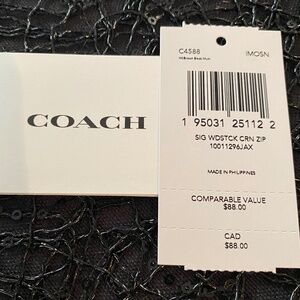 COACH
C4588
IMOSN
1 95031 25112 2
SIG WDSTCK CRN ZIP
10011296JAX
MADE IN PHILIPPINES
COMPARABLE VALUE
$88.00
CAD
$88.00